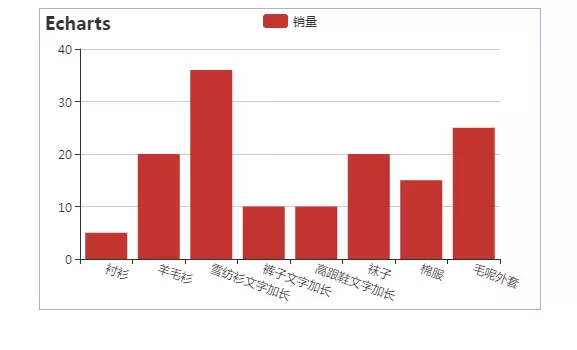 Echarts
销量
40
30
20
10
0
衬衫
羊毛衫
雪纺衫文字加长
裤子文字加长
高跟鞋文字加长
袜子
棉服
毛呢外套